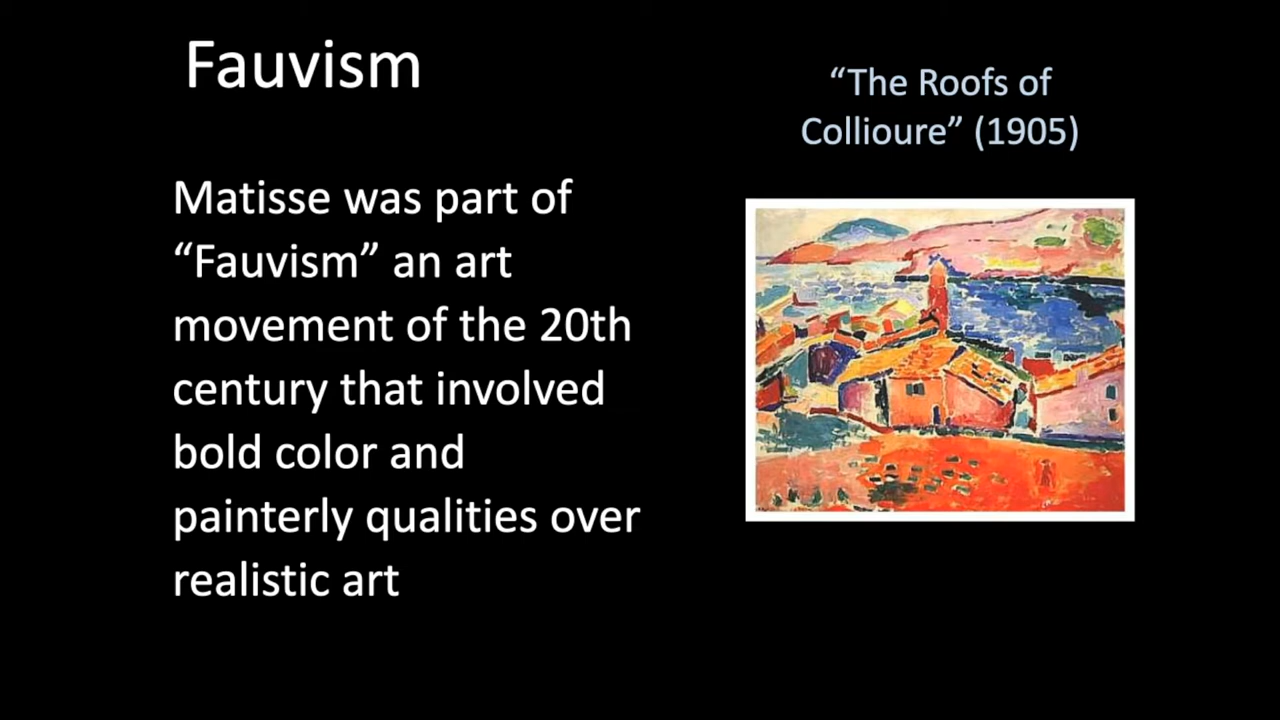 Fauvism
Matisse was part of
“Fauvism” an art
movement of the 20th
century that involved
bold color and
painterly qualities over
realistic art
“The Roofs of
Collioure” (1905)